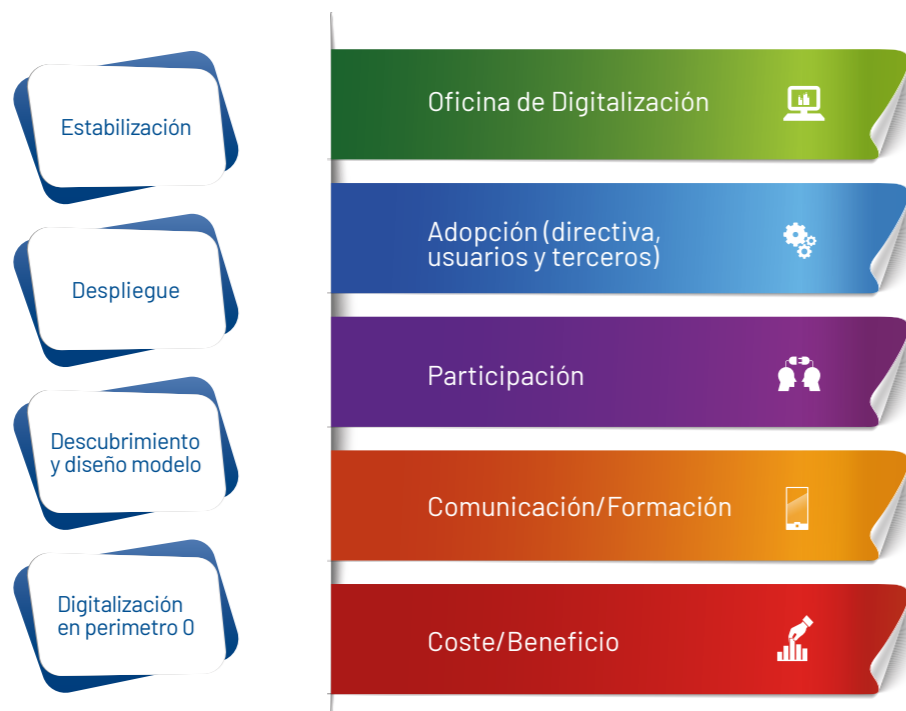 Estabilización
Despliegue
Descubrimiento
y diseño modelo
Digitalización
en perimetro 0
Oficina de Digitalización
Adopción (directiva,
usuarios y terceros)
Participación
Comunicación/Formación
Coste/Beneficio